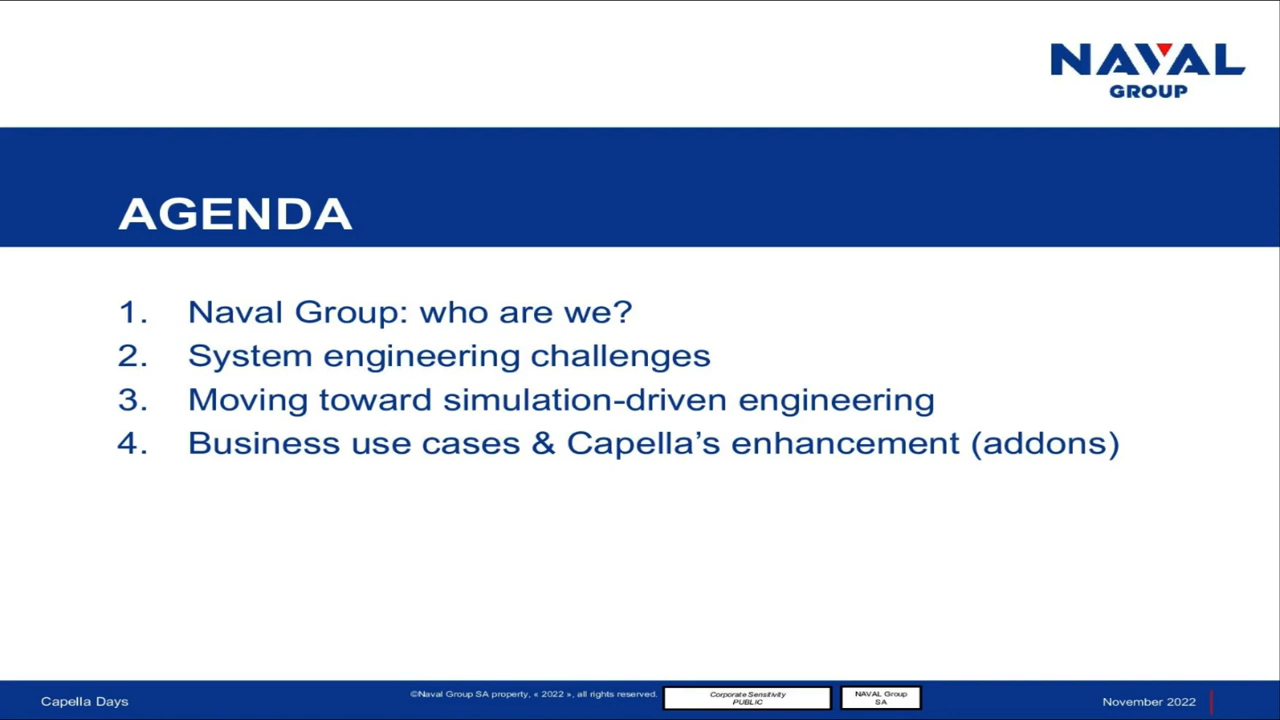 NAVAL
GROUP
AGENDA
1. Naval Group: who are we?
2. System engineering challenges
3. Moving toward simulation-driven engineering
4. Business use cases & Capella’s enhancement (addons)
Capella Days
©Naval Group SA property, « 2022 », all rights reserved.
Corporate Sensitivity
PUBLIC
NAVAL Group
SA
November 2022